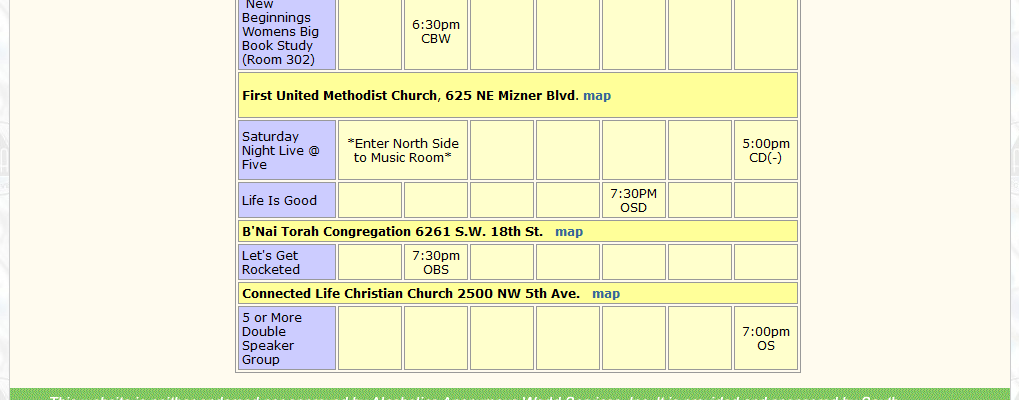 New
Beginnings
Womens Big
Book Study
(Room 302)
6:30pm
CBW
First United Methodist Church, 625 NE Mizner Blvd. map
Saturday
Night Live @
Five
*Enter North Side
to Music Room*
5:00pm
CD(-)
Life Is Good
7:30PM
OSD
B'Nai Torah Congregation 6261 S.W. 18th St. map
Let's Get
Rocketed
7:30pm
OBS
Connected Life Christian Church 2500 NW 5th Ave. map
5 or More
Double
Speaker
Group
7:00pm
OS